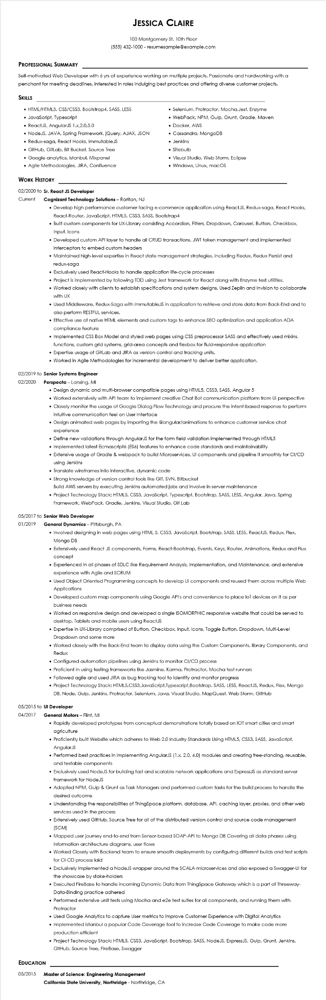 Jessica Claire
100 Montgomery St. 10th Floor
(555) 432-1000 - resumesample@example.com
Professional Summary
Self-motivated Web Developer with 6 yrs of experience working on multiple projects. Passionate and hardworking with a
penchant for meeting deadlines. Interested in roles indulging best practices and offering diverse customer projects.
Skills
• HTML/HTML5, CSS/CSS3, Bootstrap4, SASS, LESS
• JavaScript, Typescript
• ReactJS, AngularJS 1.x,2.0,5.0
• NodeJS, JAVA, Spring Framework, jQuery, AJAX, JSON
• Redux-saga, React Hooks, ImmutableJS
• GitHub, GitLab, Bit Bucket, Source Tree
• Google analytics, Istanbul, Mixpanel
• Agile Methodologies, JIRA, Confluence
• Selenium, Protractor, Mocha,Jest, Enzyme
• WebPack, NPM, Gulp, Grunt, Gradle, Maven
• Docker, AWS
• Cassandra, MongoDB
• Jenkins
• Sitebulb
• Visual Studio, Web Storm, Eclipse
• Windows, Linux, macOS
Work History
02/2020 to Sr. React JS Developer
Current Cognizant Technology Solutions – Raritan, NJ
• Develop high performance customer facing e-commerce application using ReactJS, Redux-saga, React Hooks,
React-Router, JavaScript, HTML5, CSS3, SASS, Bootstrap4
• Built custom components for UX-Library consisting Accordion, Filters, Dropdown, Carousel, Button, Checkbox,
Input, Icons
• Developed custom API layer to handle all CRUD transactions, JWT token management and implemented
interceptors to embed custom headers
• Maintained high-level expertise in React state management strategies, including Redux, Redux Persist and
redux-saga
• Exclusively used React-Hooks to handle application life-cycle processes
• Project is implemented by following TDD using Jest framework for React along with Enzyme test utilities.
• Worked closely with clients to establish specifications and system designs. Used Zeplin and Invision to collaborate
with UX
• Used Middleware, Redux-Saga with ImmutableJS in application to retrieve and store data from Back-End and to
also perform RESTFUL services.
• Effective use of native HTML elements and custom tags to enhance SEO optimization and application ADA
compliance feature
• Implemented CSS Box Model and styled web pages using CSS preprocessor SASS and effectively used mixins,
functions, custom grid systems, grid-area concepts and flexbox for fluid-responsive application
• Expertise usage of GitLab and JIRA as version control and tracking units.
• Worked in Agile Methodologies for incremental development to deliver better application.
02/2019 to Senior Systems Engineer
02/2020 Perspecta – Lansing, MI
• Design dynamic and multi-browser compatible pages using HTML5, CSS3, SASS, Angular 5
• Worked extensively with API team to implement creative Chat Bot communication platform from UI perspective
• Closely monitor the usage of Google Dialog Flow Technology and procure the intent-based response to perform
intuitive communication feel on User Interface
• Design animated web pages by importing the @angular/animations to enhance customer service chat
experience
• Define new validations through AngularJS for the form field validation implemented through HTML5
• Implemented latest Ecmascript6 (ES6) features to enhance code standards and maintainability
• Extensive usage of Gradle & webpack to build Microservices, UI components and pipeline it smoothly for CI/CD
using Jenkins
• Translate wireframes into interactive, dynamic code
• Strong knowledge of version control tools like GIT, SVN, Bitbucket
Build AWS servers by executing Jenkins automated jobs and involve in server maintenance
• Project Technology Stack: HTML5, CSS3, JavaScript, Typescript, Bootstrap, SASS, LESS, Angular, Java, Spring
Framework, WebPack, Gradle, Jenkins, Visual Studio, Git Lab
05/2017 to Senior Web Developer
01/2019 General Dynamics – Pittsburgh, PA
• Involved designing in web pages using HTML 5, CSS3, JavaScript, Bootstrap, SASS, LESS, ReactJS, Redux, Flex,
Mongo DB
• Extensively used React JS components, Forms, React-Bootstrap, Events, Keys, Router, Animations, Redux and Flux
concept
• Experienced in all phases of SDLC like Requirement Analysis, Implementation, and Maintenance, and extensive
experience with Agile and SCRUM
• Used Object Oriented Programming concepts to develop UI components and reused them across multiple Web
Applications
• Developed custom map components using Google API's and convenience to place IoT devices on it as per
business needs
• Worked on responsive design and developed a single ISOMORPHIC responsive website that could be served to
desktop, Tablets and mobile users using ReactJS
• Expertise in UX-Library comprised of Button, Checkbox, Input, Icons, Toggle Button, Dropdown, Multi-Level
Dropdown and some more
• Worked closely with the Back-End team to display data using the Custom Components, library Components, and
Redux
• Configured automation pipelines using Jenkins to monitor CI/CD process
• Proficient in using testing frameworks like Jasmine, Karma, Protractor, Mocha test runners
• Followed agile and used JIRA as bug tracking tool to identify and monitor progress
• Project Technology Stack: HTML5,CSS3,JavaScript,Typescript,Bootstrap, SASS, LESS, ReactJS, Redux, Flex, Mongo
DB, Node, Gulp, Jenkins, Protractor, Selenium, Java, Visual Studio, MapQuest, Web Storm, GitHub
05/2015 to UI Developer
04/2017 General Motors – Flint, MI
• Rapidly developed prototypes from conceptual demonstrations totally based on IOT smart cities and smart
agriculture
• Proficiently built Website which adheres to Web 2.0 Industry Standards Using HTML5, CSS3, SASS, JavaScript,
AngularJS
• Performed best practices in implementing AngularJS (1.x, 2.0, 4.0) modules and creating free-standing, reusable,
and testable components
• Exclusively used NodeJS for building fast and scalable network applications and ExpressJS as standard server
framework for NodeJS
• Adopted NPM, Gulp & Grunt as Task Managers and performed custom tasks for the build process to handle the
desired outcome
• Understanding the responsibilities of ThingSpace platform, database, API, caching layer, proxies, and other web
services used in the process
• Extensively used GitHub, Source Tree for all of the distributed version control and source code management
(SCM)
• Mapped user journey end-to-end from Sensor-based SOAP-API to Mongo DB Covering all data phases using
information architecture diagrams, user flows
• Worked Closely with Backend team to ensure smooth deployments by configuring different builds and test scripts
for CI-CD process laid
• Exclusively implemented a NodeJS wrapper around the SCALA microservices and also exposed a Swagger-UI for
the showcase by stake-holders
• Executed FireBase to handle incoming Dynamic Data from ThingSpace Gateway which is a part of Threeway-
Data-Binding practice adhered
• Performed extensive unit tests using Mocha and e2e test suites for all components, and running them with
Protractor
• Used Google Analytics to capture User metrics to improve Customer Experience with Digital Analytics
• Implemented Istanbul a popular Code Coverage tool to increase Code Coverage to make code more
production efficient
• Project Technology Stack: HTML5, CSS3, JavaScript, Bootstrap, SASS, NodeJS, ExpressJS, Gulp, Grunt, Jenkins,
GitHub, Source Tree, FireBase, Swagger
Education
05/2015 Master of Science: Engineering Management
California State University, Northridge - Northridge, CA